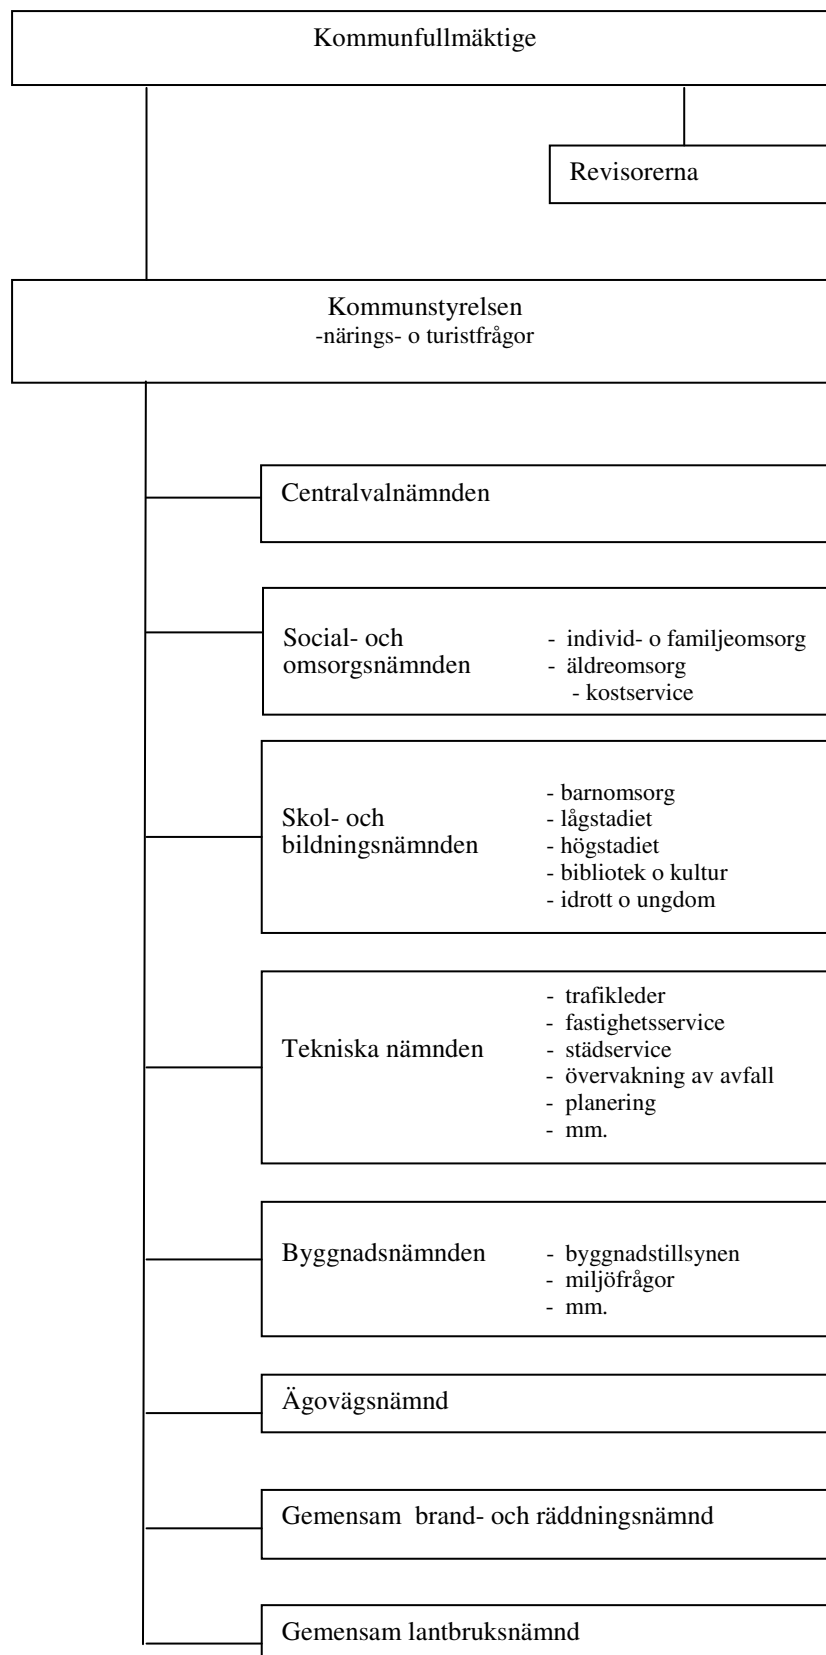 Kommunfullmäktige
Revisorerna
Kommunstyrelsen
-närings- o turistfrågor
Centralvalnämnden
Social- och
omsorgsnämnden
- individ- o familjeomsorg
- äldreomsorg
- kostservice
Skol- och
bildningsnämnden
- barnomsorg
- lågstadiet
- högstadiet
- bibliotek o kultur
- idrott o ungdom
Tekniska nämnden
- trafikleder
- fastighetsservice
- städservice
- övervakning av avfall
- planering
- mm.
Byggnadsnämnden
- byggnadstillsynen
- miljöfrågor
- mm.
Ägovägsnämnd
Gemensam brand- och räddningsnämnd
Gemensam lantbruksnämnd